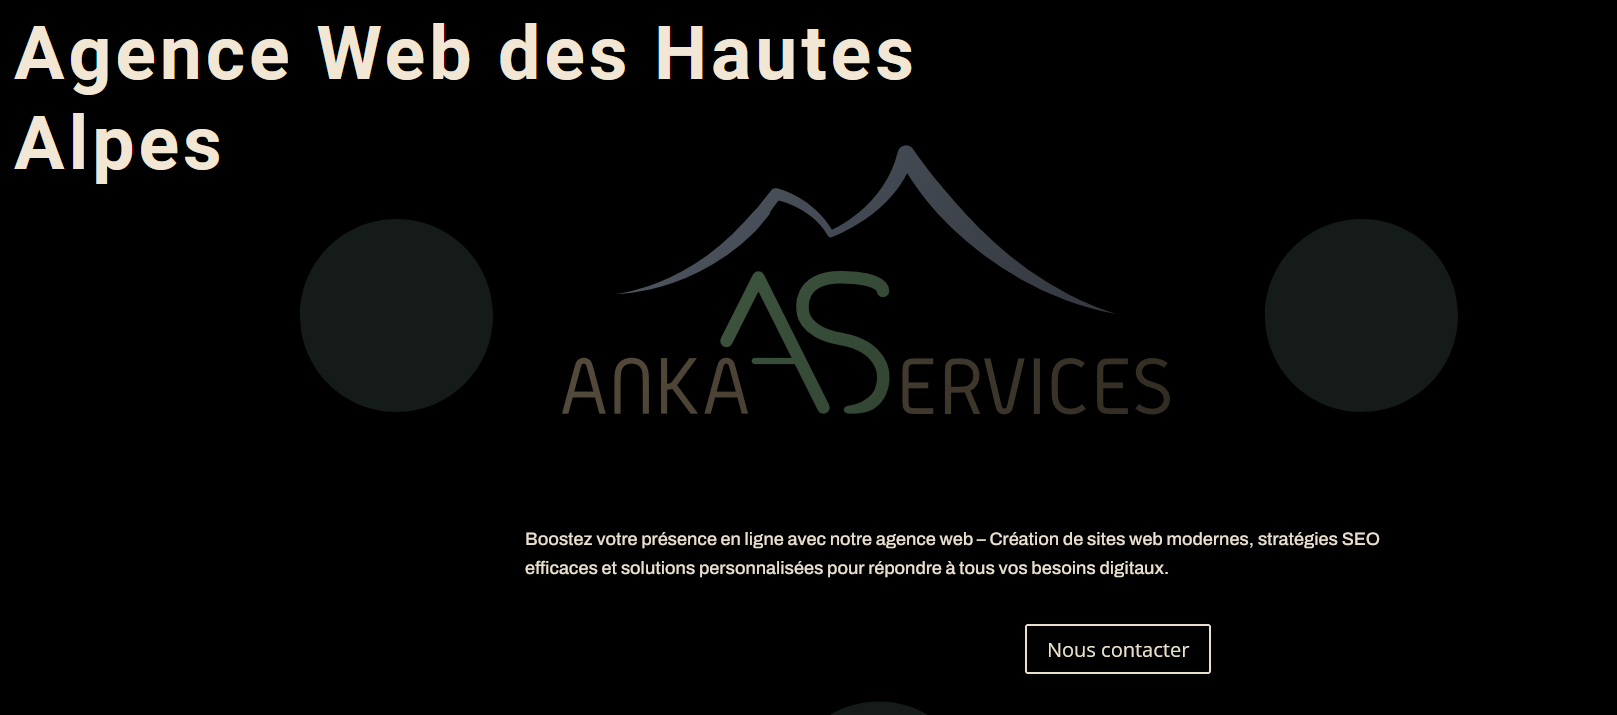 Agence Web des Hautes
Alpes
AS
ANKA SERVICES
Boostez votre présence en ligne avec notre agence web – Création de sites web modernes, stratégies SEO
efficaces et solutions personnalisées pour répondre à tous vos besoins digitaux.
Nous contacter